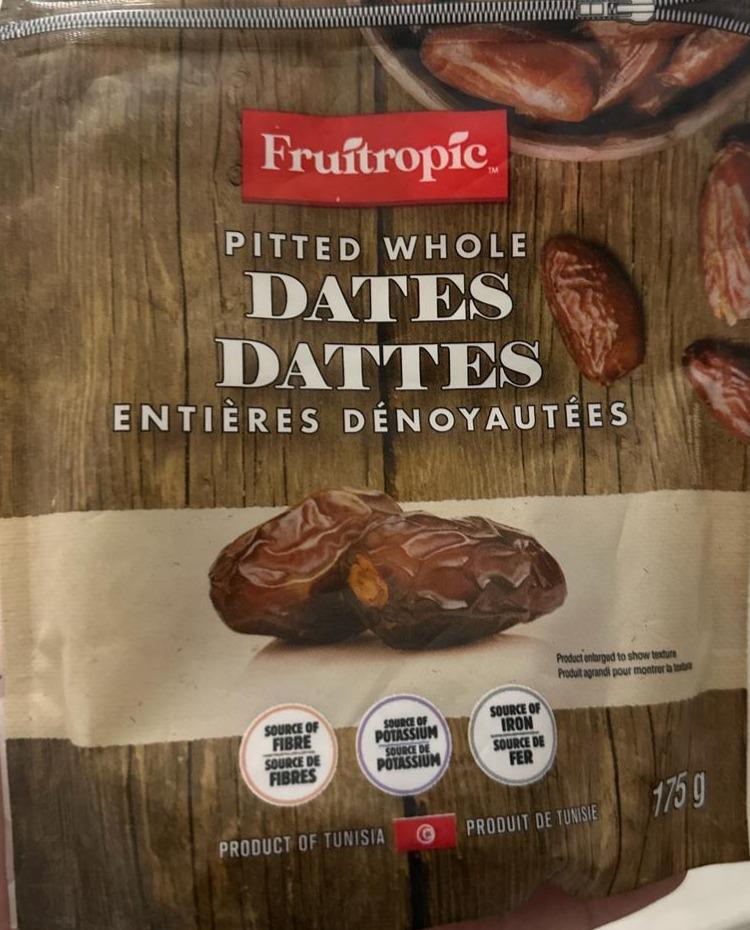 Fruitropic™
PITTED WHOLE
DATES
DATTES
ENTIÈRES DÉNOYAUTÉES
Product enlarged to show texture
Produit agrandi pour montrer la texture
SOURCE OF
FIBRE
SOURCE DE
FIBRES
SOURCE OF
POTASSIUM
SOURCE DE
POTASSIUM
SOURCE OF
IRON
SOURCE DE
FER
175 g
PRODUCT OF TUNISIA
PRODUIT DE TUNISIE